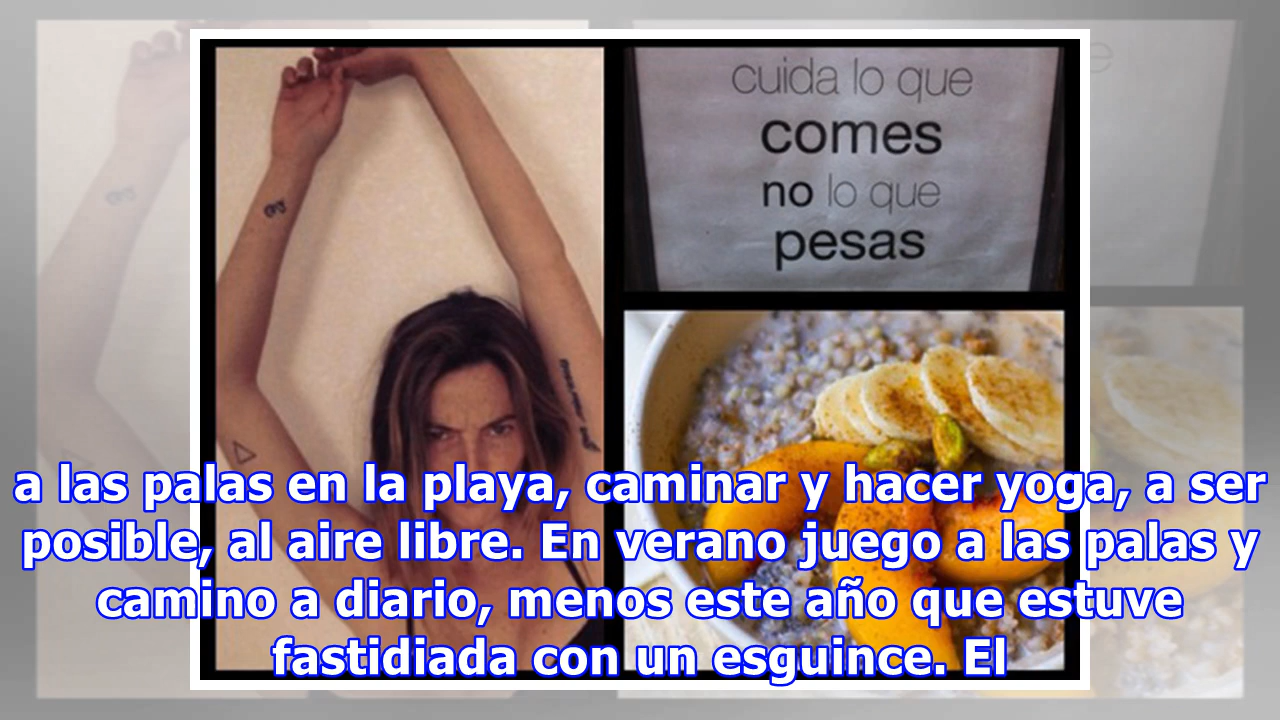 cuida lo que
comes
no lo que
pesas
a las palas en la playa, caminar y hacer yoga, a ser
posible, al aire libre. En verano juego a las palas y
camino a diario, menos este año que estuve
fastidiada con un esguince. El